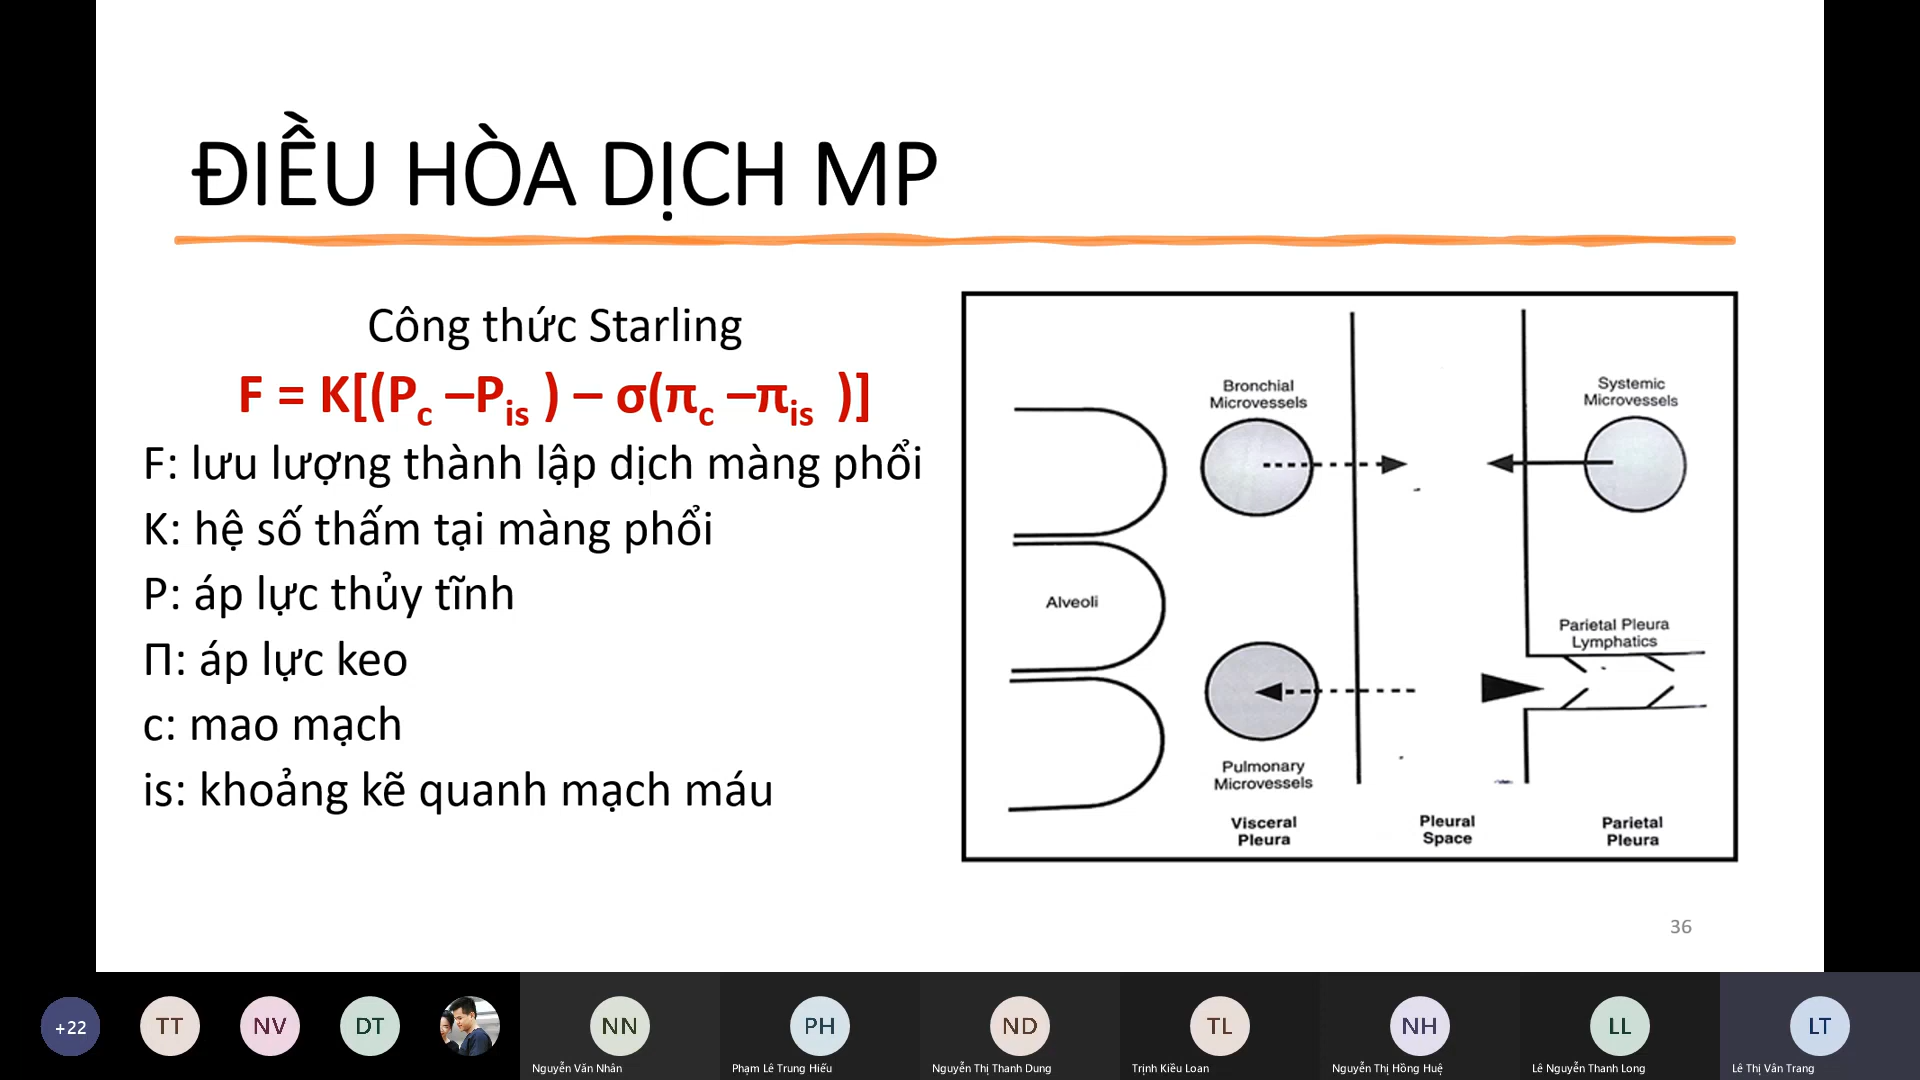 ĐIỀU HÒA DỊCH MP
Công thức Starling
F = K[(Pc –Pis ) – σ(πc –πis )]
F: lưu lượng thành lập dịch màng phổi
K: hệ số thấm tại màng phổi
P: áp lực thủy tĩnh
Π: áp lực keo
c: mao mạch
is: khoảng kẽ quanh mạch máu
Bronchial
Microvessels
Systemic
Microvessels
Alveoli
Parietal Pleura
Lymphatics
Pulmonary
Microvessels
Visceral
Pleura
Pleural
Space
Parietal
Pleura
36
+22
TT
NV
DT
NN
PH
ND
TL
NH
LL
LT
Nguyễn Văn Nhân
Phạm Lê Trung Hiếu
Nguyễn Thị Thanh Dung
Trịnh Kiều Loan
Nguyễn Thị Hồng Huệ
Lê Nguyễn Thanh Long
Lê Thị Vân Trang